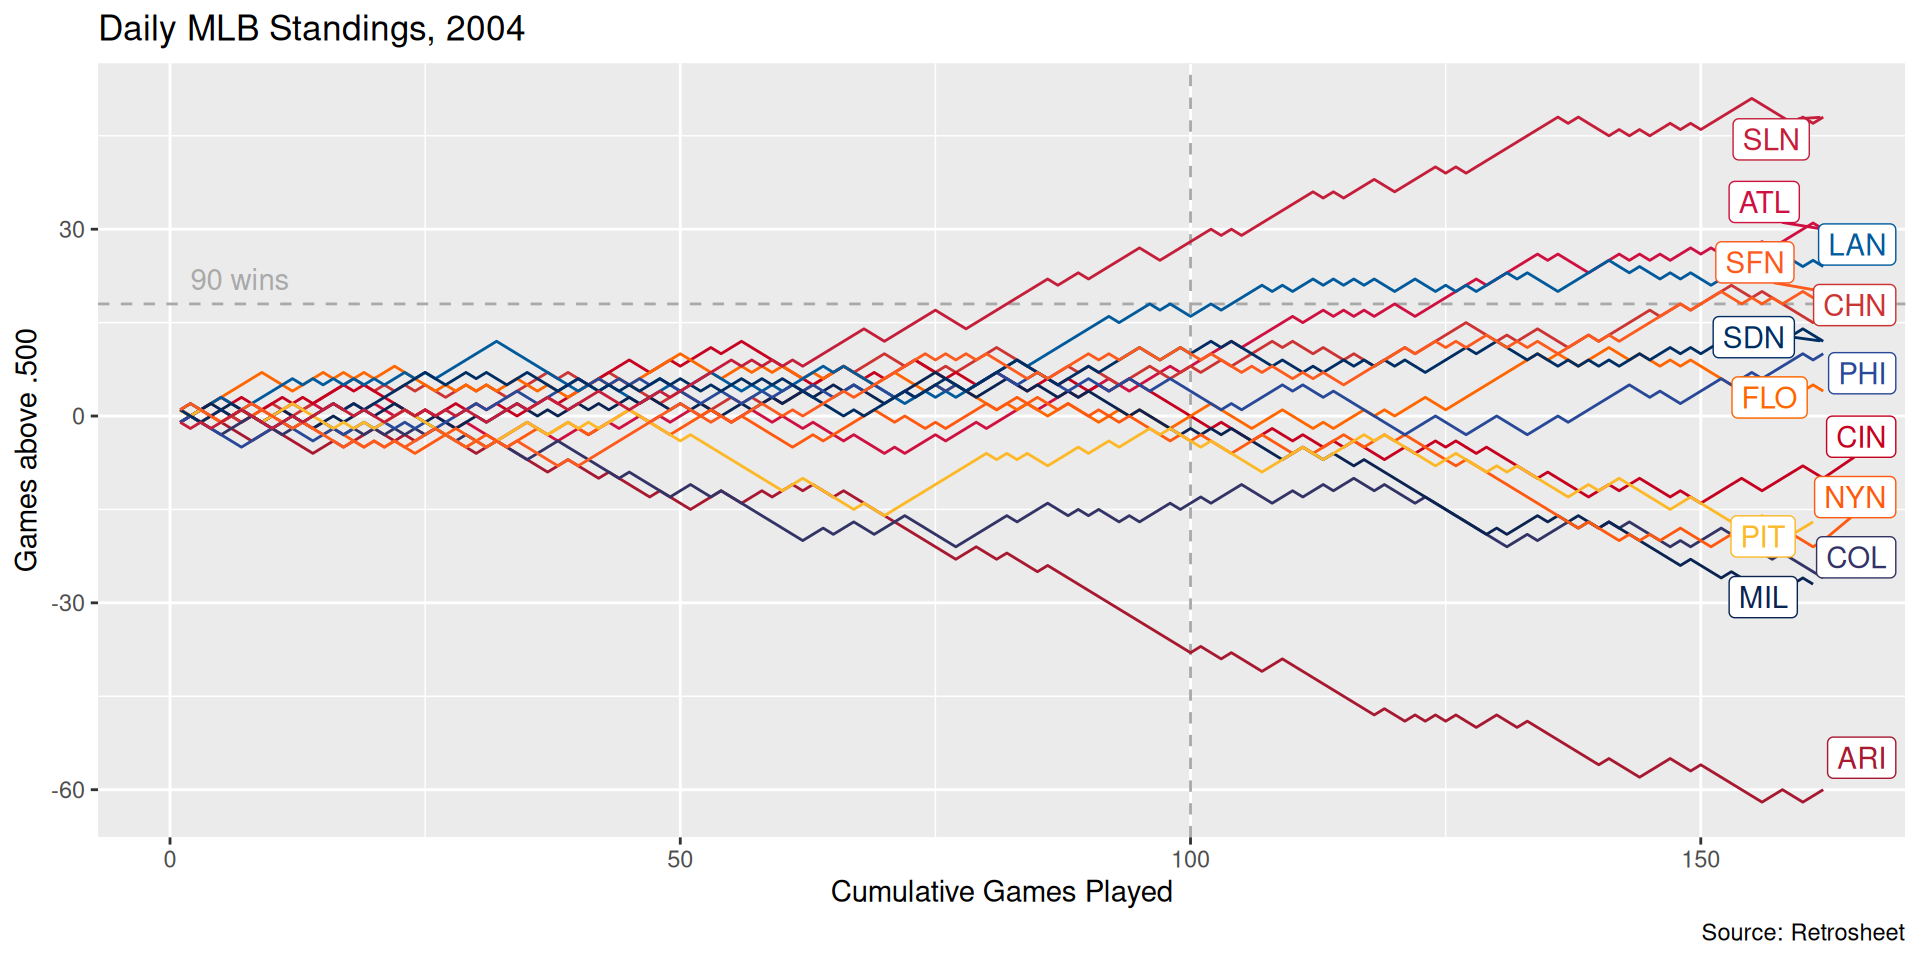 Daily MLB Standings, 2004
Games above .500
30
0
-30
-60
90 wins
SLN
ATL
LAN
SFN
CHN
SDN
PHI
FLO
CIN
NYN
PIT
COL
MIL
ARI
0
50
100
150
Cumulative Games Played
Source: Retrosheet